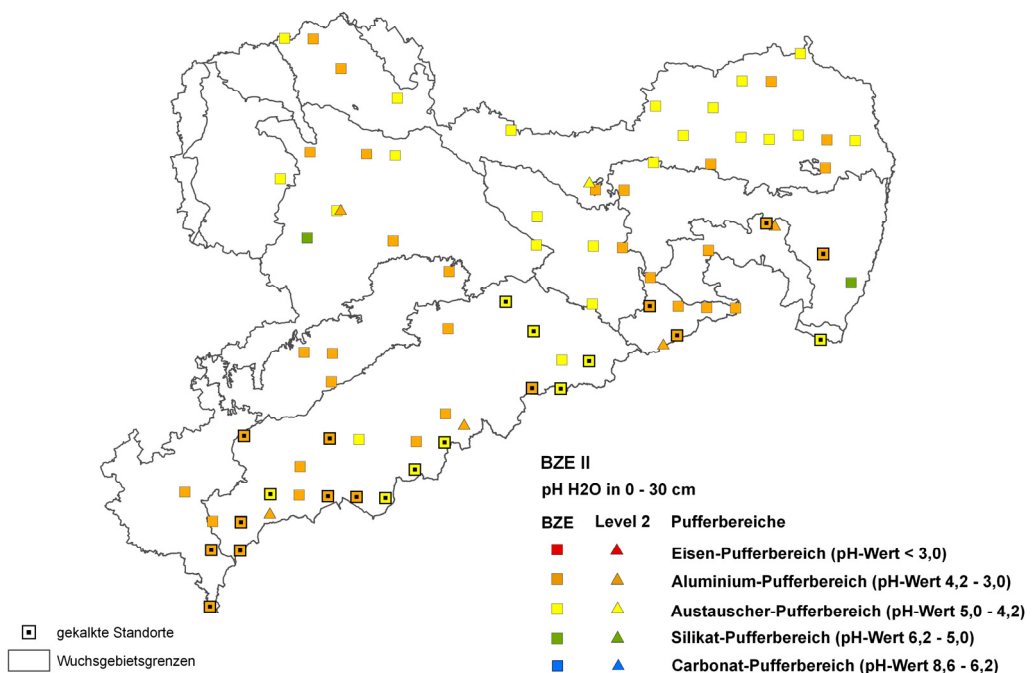 BZE II
pH H2O in 0 - 30 cm
BZE Level 2 Pufferbereiche
Eisen-Pufferbereich (pH-Wert < 3,0)
Aluminium-Pufferbereich (pH-Wert 4,2 - 3,0)
Austauscher-Pufferbereich (pH-Wert 5,0 - 4,2)
Silikat-Pufferbereich (pH-Wert 6,2 - 5,0)
Carbonat-Pufferbereich (pH-Wert 8,6 - 6,2)
gekalkte Standorte
Wuchsgebietsgrenzen